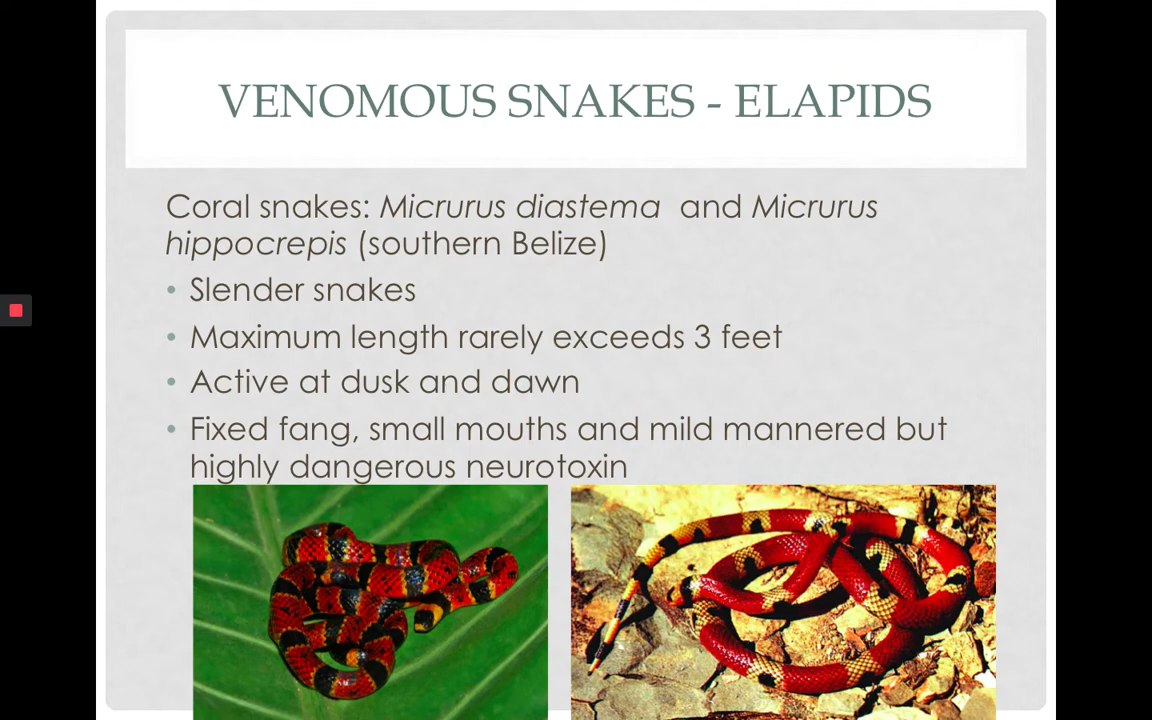 VENOMOUS SNAKES - ELAPIDS
Coral snakes: Micrurus diastema and Micrurus
hippocrepis (southern Belize)
• Slender snakes
• Maximum length rarely exceeds 3 feet
• Active at dusk and dawn
• Fixed fang, small mouths and mild mannered but
highly dangerous neurotoxin